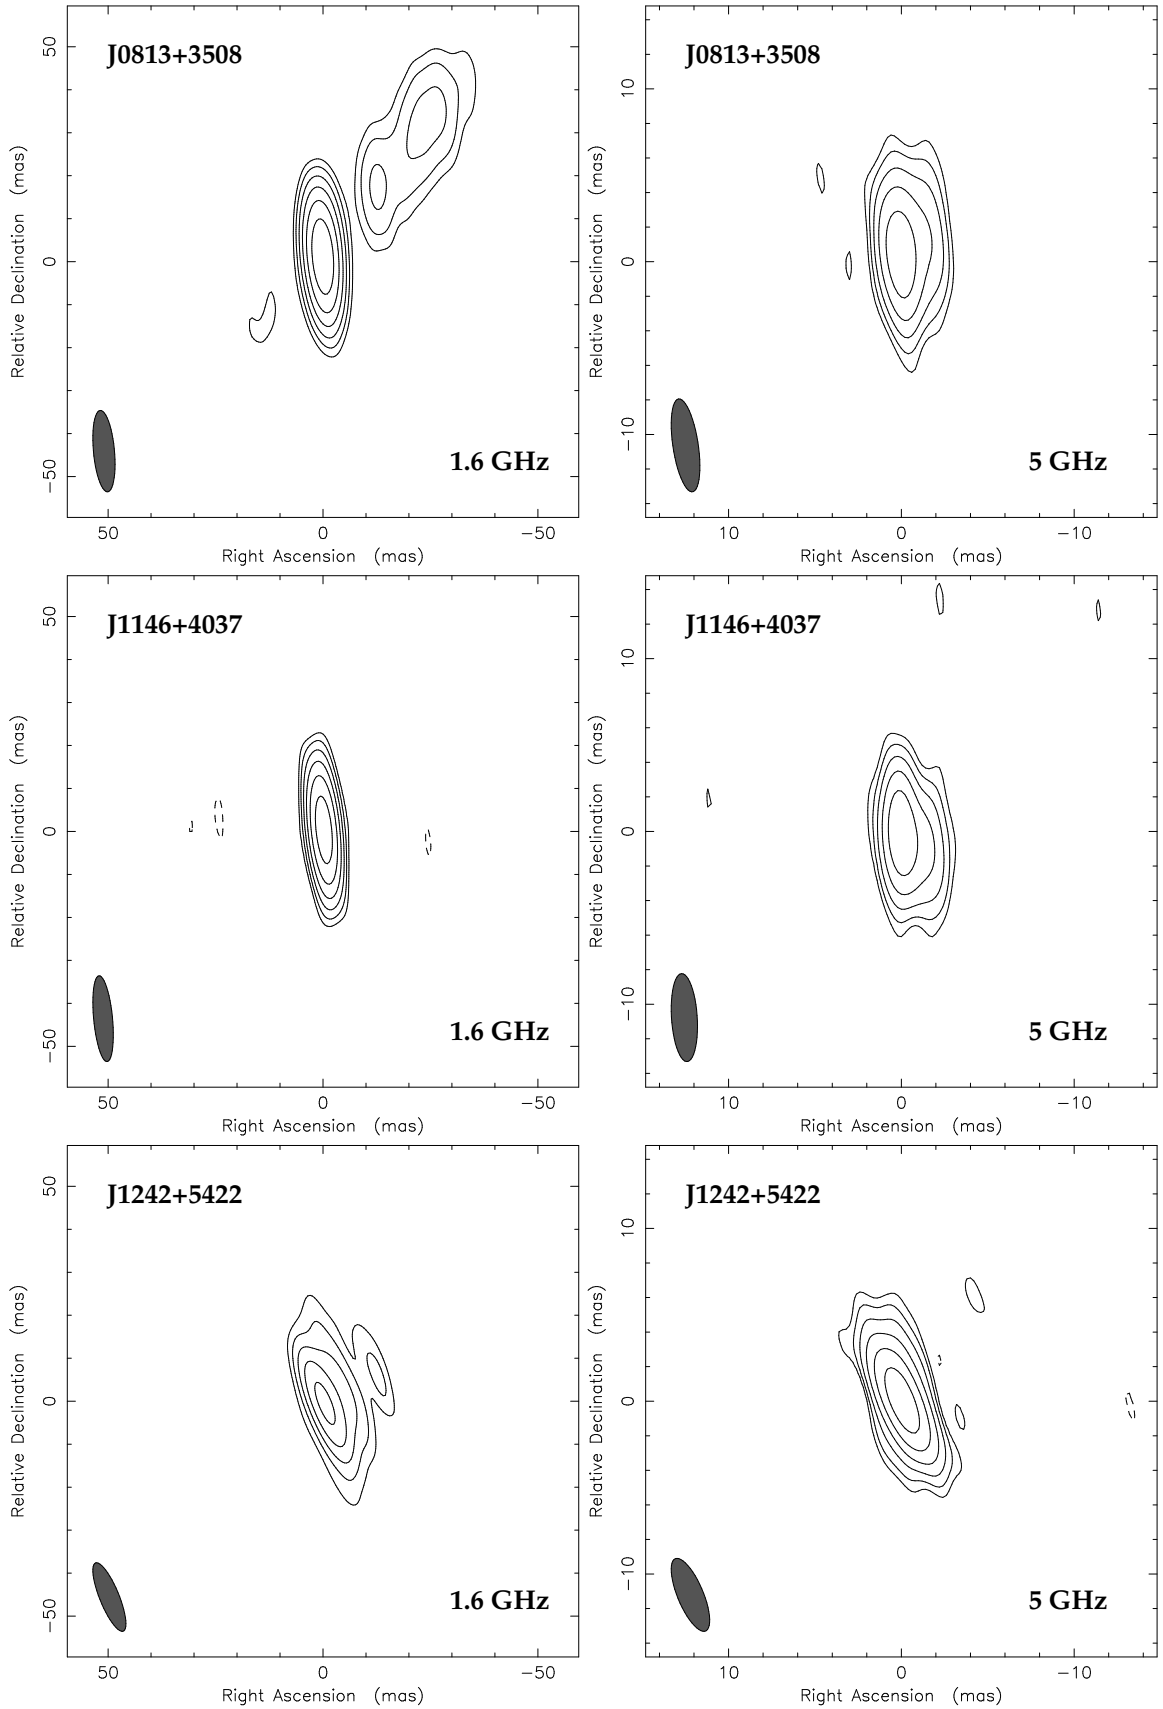 J0813+3508
50
0
−50
Relative Declination (mas)
1.6 GHz
50 0 −50
Right Ascension (mas)
J0813+3508
10
0
−10
Relative Declination (mas)
5 GHz
10 0 −10
Right Ascension (mas)
J1146+4037
50
0
−50
Relative Declination (mas)
1.6 GHz
50 0 −50
Right Ascension (mas)
J1146+4037
10
0
−10
Relative Declination (mas)
5 GHz
10 0 −10
Right Ascension (mas)
J1242+5422
50
0
−50
Relative Declination (mas)
1.6 GHz
50 0 −50
Right Ascension (mas)
J1242+5422
10
0
−10
Relative Declination (mas)
5 GHz
10 0 −10
Right Ascension (mas)